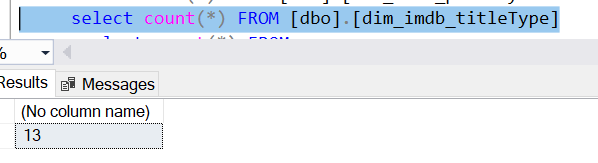 select count(*) FROM [dbo].[dim_imdb_titleType]
%
Results
Messages
(No column name)
13